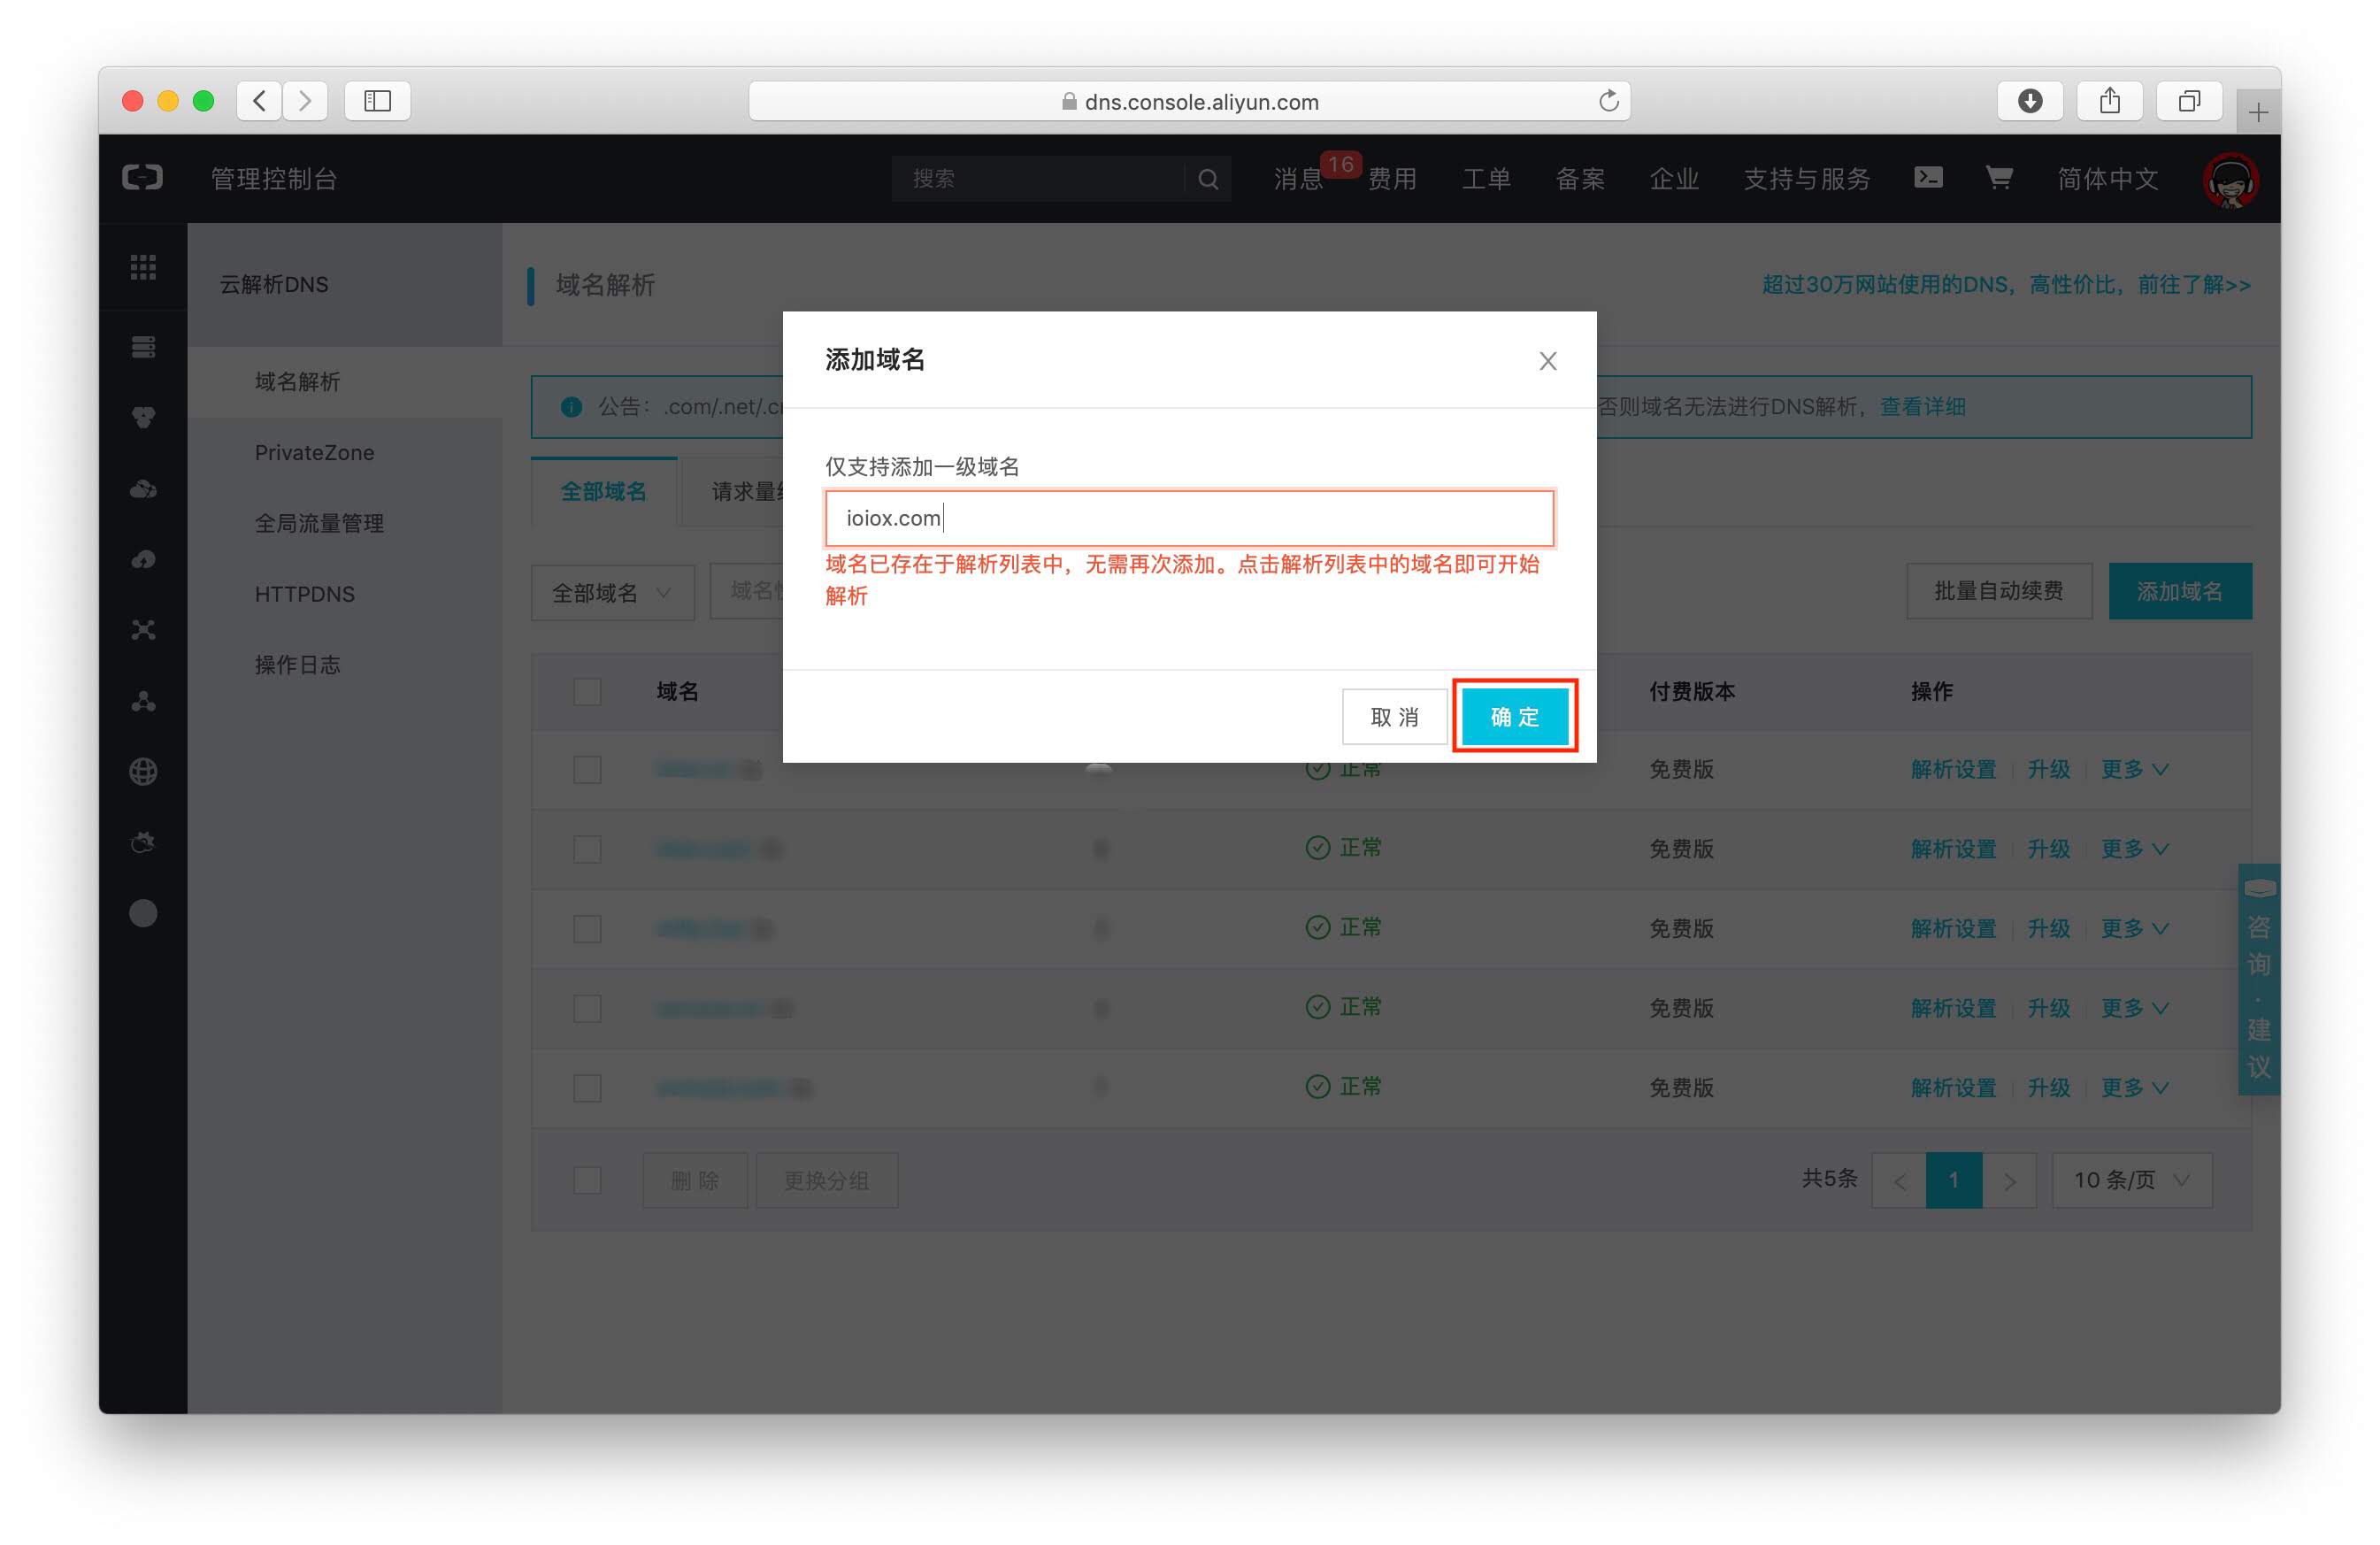 dns.console.aliyun.com
管理控制台
搜索
消息
16
费用
工单
备案
企业
支持与服务
简体中文
云解析DNS
域名解析
PrivateZone
全局流量管理
HTTPDNS
操作日志
域名解析
超过30万网站使用的DNS，高性价比，前往了解>>
公告：.com/.net/.c
否则域名无法进行DNS解析，查看详细
全部域名
请求量
全部域名
域名
批量自动续费
添加域名
添加域名
仅支持添加一级域名
ioiox.com
域名已存在于解析列表中，无需再次添加。点击解析列表中的域名即可开始
解析
取 消
确 定
域名
付费版本
操作
正常
免费版
解析设置
升级
更多
正常
免费版
解析设置
升级
更多
正常
免费版
解析设置
升级
更多
正常
免费版
解析设置
升级
更多
正常
免费版
解析设置
升级
更多
删 除
更换分组
共5条
<
1
>
10 条/页
咨询·建议